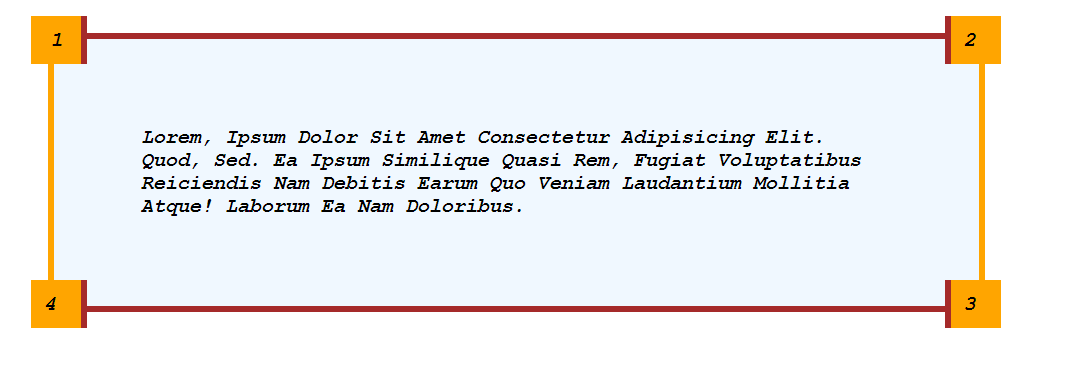 1
2
Lorem, Ipsum Dolor Sit Amet Consectetur Adipisicing Elit.
Quod, Sed. Ea Ipsum Similique Quasi Rem, Fugiat Voluptatibus
Reiciendis Nam Debitis Earum Quo Veniam Laudantium Mollitia
Atque! Laborum Ea Nam Doloribus.
4
3